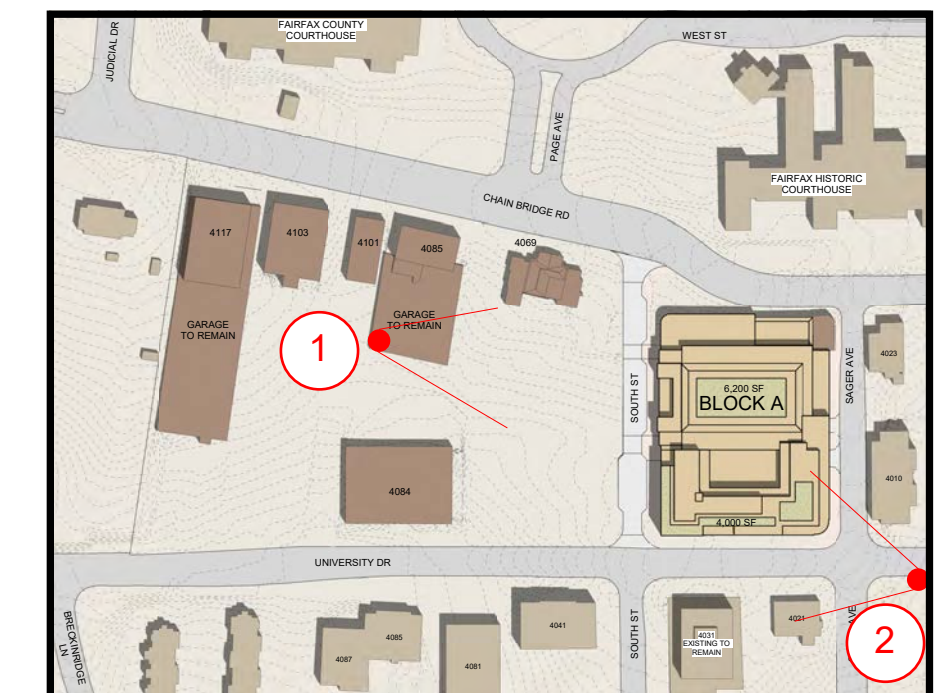 FAIRFAX COUNTY
COURTHOUSE
JUDICIAL DR
WEST ST
PAGE AVE
FAIRFAX HISTORIC
COURTHOUSE
CHAIN BRIDGE RD
4117
4103
4101
4085
4069
GARAGE
TO REMAIN
GARAGE
TO REMAIN
1
SOUTH ST
6,200 SF
BLOCK A
SAGER AVE
4023
4084
4010
4,000 SF
UNIVERSITY DR
BRECKINRIDGE
LN
4087
4085
4081
4041
SOUTH ST
4031
EXISTING TO
REMAIN
4021
AVE
2